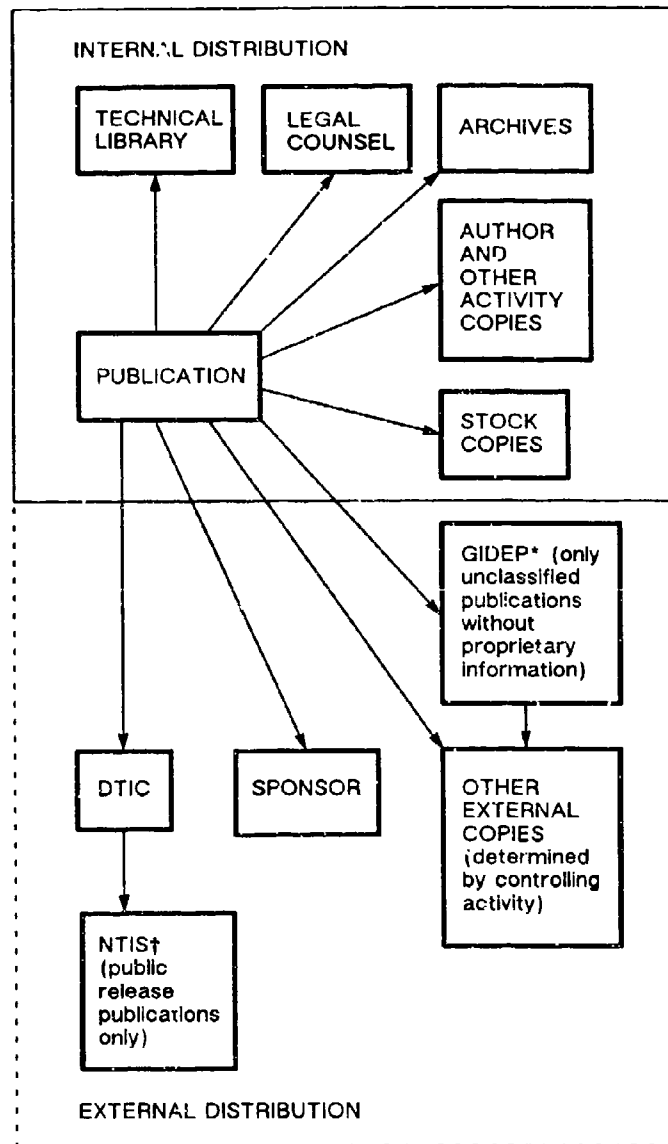 INTERNAL DISTRIBUTION
TECHNICAL
LIBRARY
LEGAL
COUNSEL
ARCHIVES
AUTHOR
AND
OTHER
ACTIVITY
COPIES
PUBLICATION
STOCK
COPIES
GIDEP* (only
unclassified
publications
without
proprietary
information)
DTIC
SPONSOR
OTHER
EXTERNAL
COPIES
(determined
by controlling
activity)
NTIS†
(public
release
publications
only)
EXTERNAL DISTRIBUTION